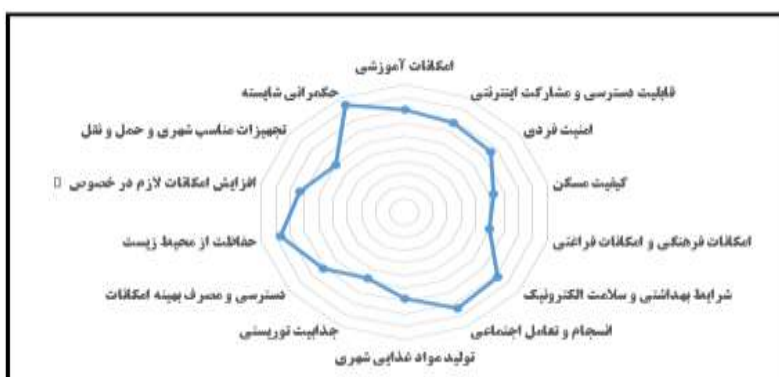 امکانات آموزشی
قابلیت دسترسی و مشارکت اینترنتی
امنیت فردی
کیفیت مسکن
امکانات فرهنگی و امکانات فراغتی
شرایط بهداشتی و سلامت الکترونیک
انسجام و تعامل اجتماعی
تولید مواد غذایی شهری
جذابیت توریستی
دسترسی و مصرف بهینه امکانات
حفاظت از محیط زیست
افزایش امکانات لازم در خصوص
تجهیزات مناسب شهری و حمل و نقل
حکمرانی شایسته